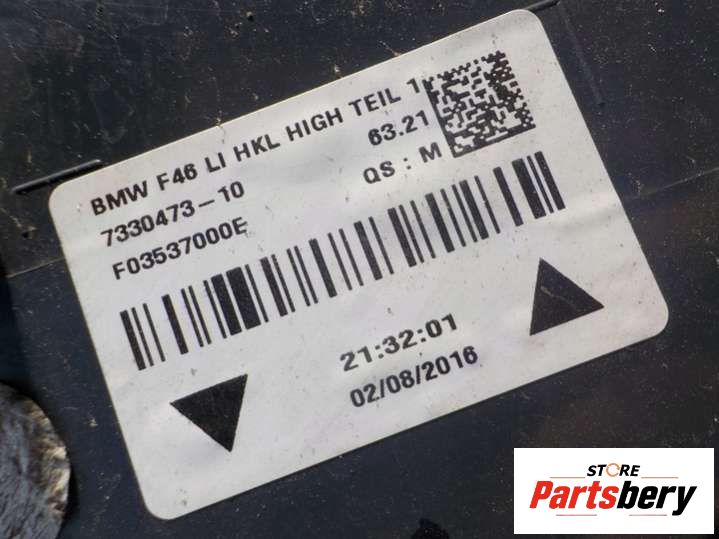 BMW F46 LI HKL HIGH TEIL 1
7330473-10 63.21
F03537000E QS : M
21:32:01
02/08/2016
STORE
Partsbery